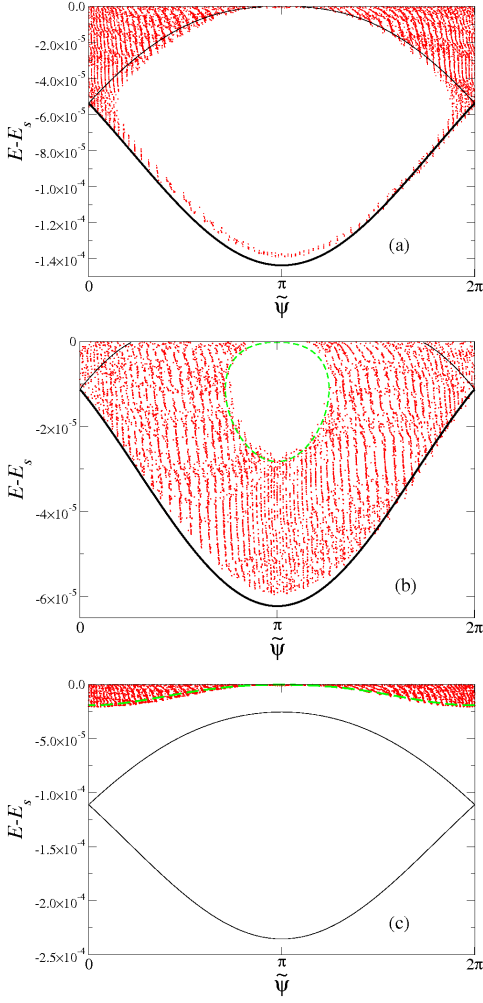 0.0
-2.0×10⁻⁵
-4.0×10⁻⁵
-6.0×10⁻⁵
-8.0×10⁻⁵
-1.0×10⁻⁴
-1.2×10⁻⁴
-1.4×10⁻⁴
E-Eₛ
(a)
0 π 2π
ψ̃
0
-2×10⁻⁵
-4×10⁻⁵
-6×10⁻⁵
E-Eₛ
(b)
0 π 2π
ψ̃
0.0
-5.0×10⁻⁵
-1.0×10⁻⁴
-1.5×10⁻⁴
-2.0×10⁻⁴
-2.5×10⁻⁴
E-Eₛ
(c)
0 π 2π
ψ̃